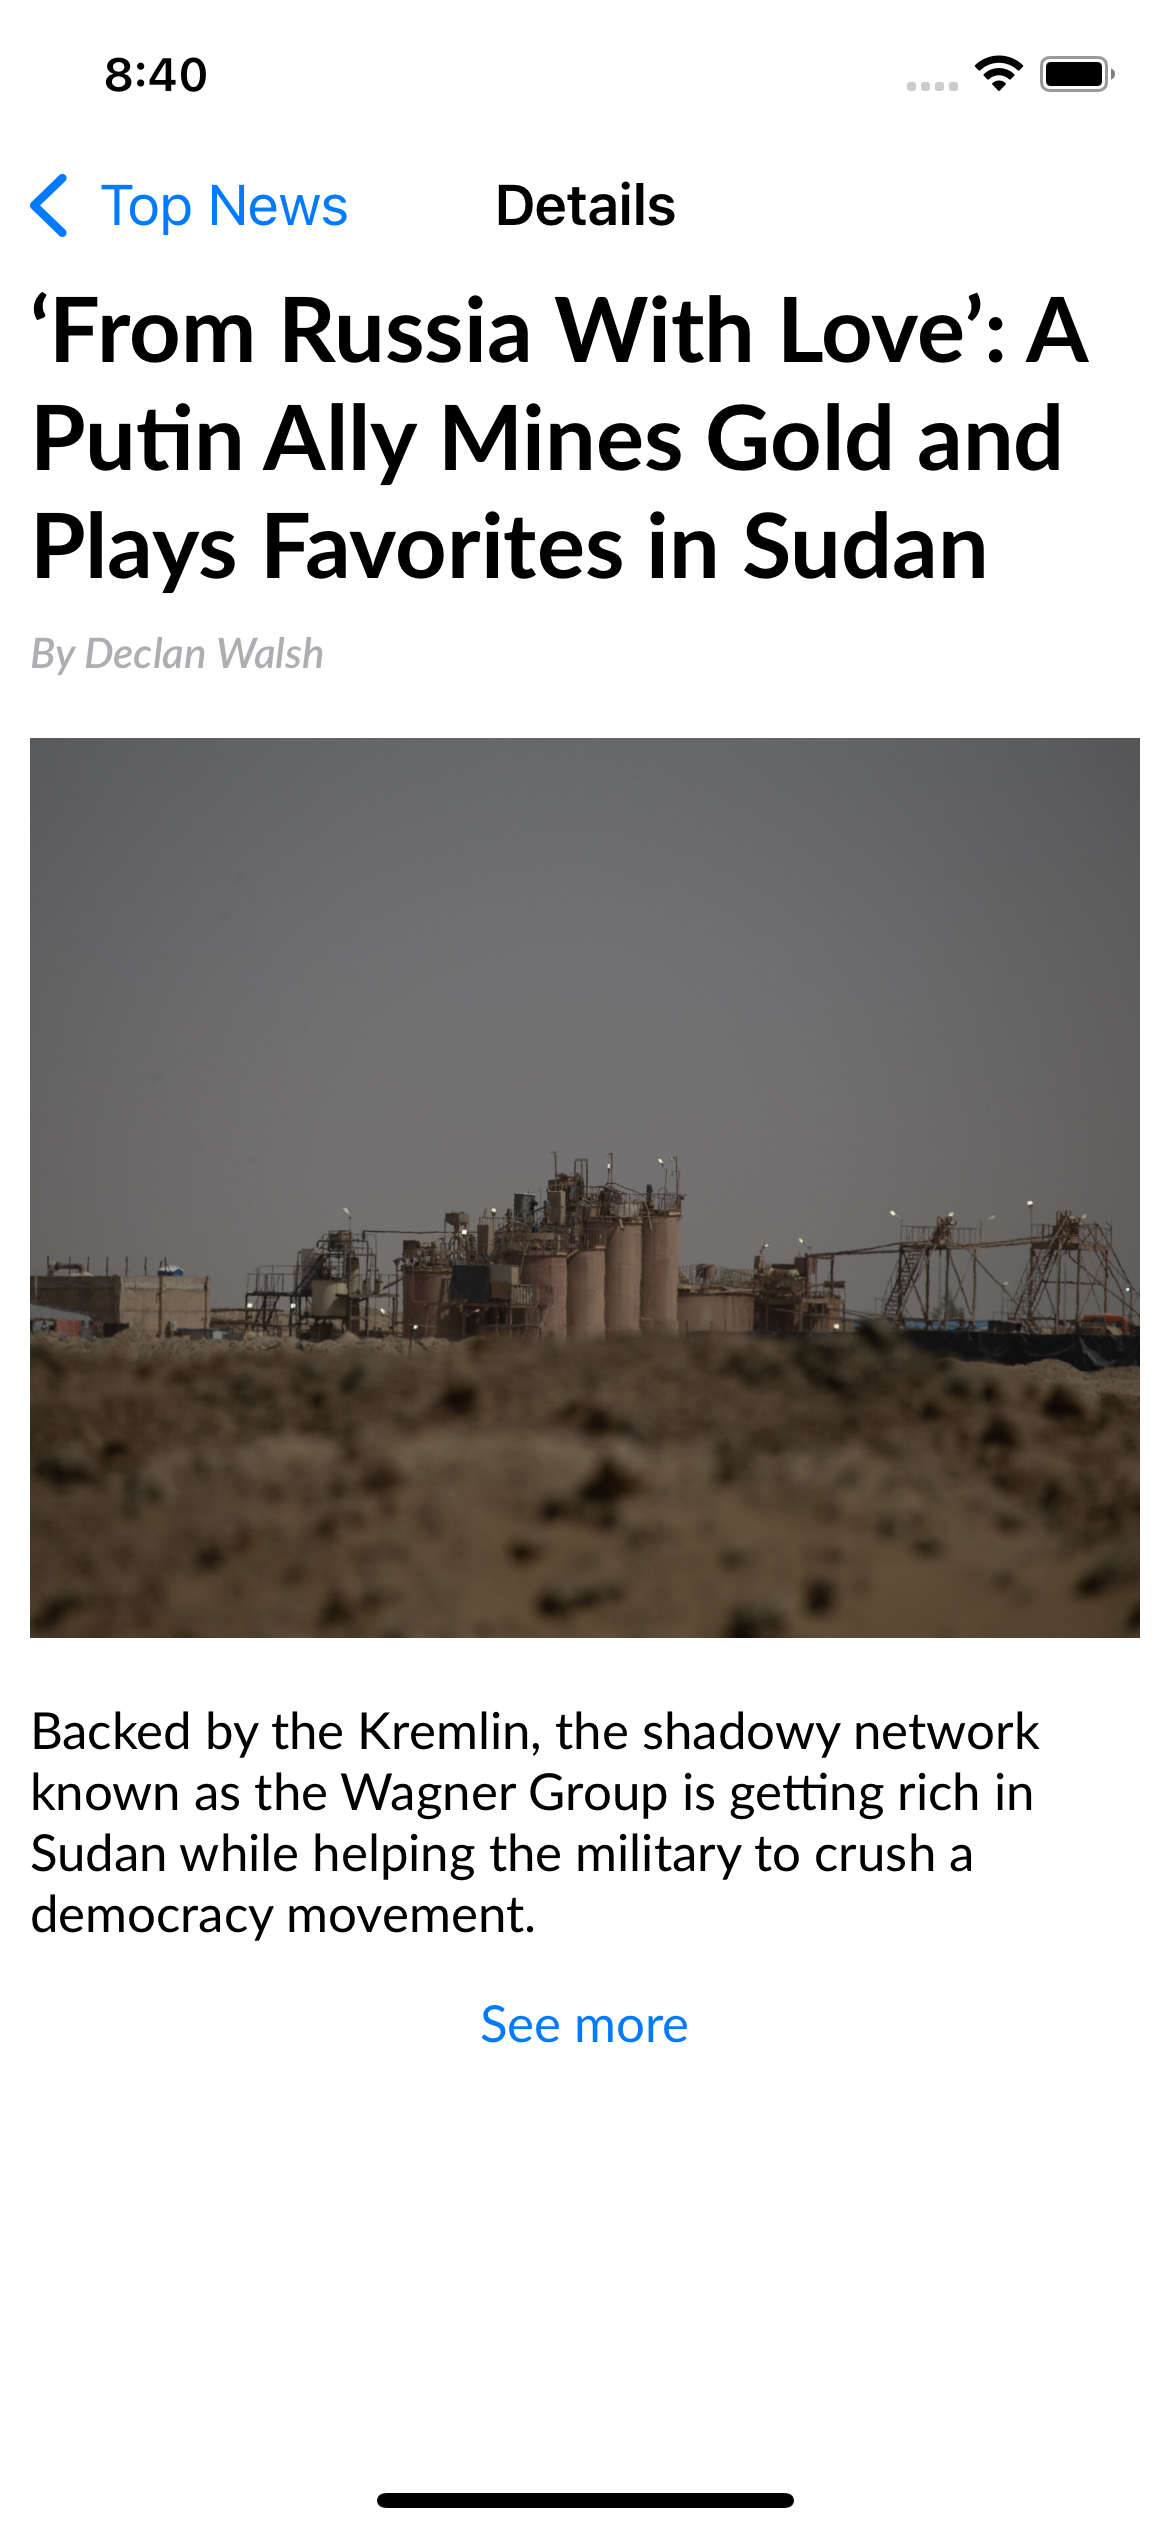 8:40
Top News
Details
‘From Russia With Love’: A
Putin Ally Mines Gold and
Plays Favorites in Sudan
By Declan Walsh
Backed by the Kremlin, the shadowy network
known as the Wagner Group is getting rich in
Sudan while helping the military to crush a
democracy movement.
See more